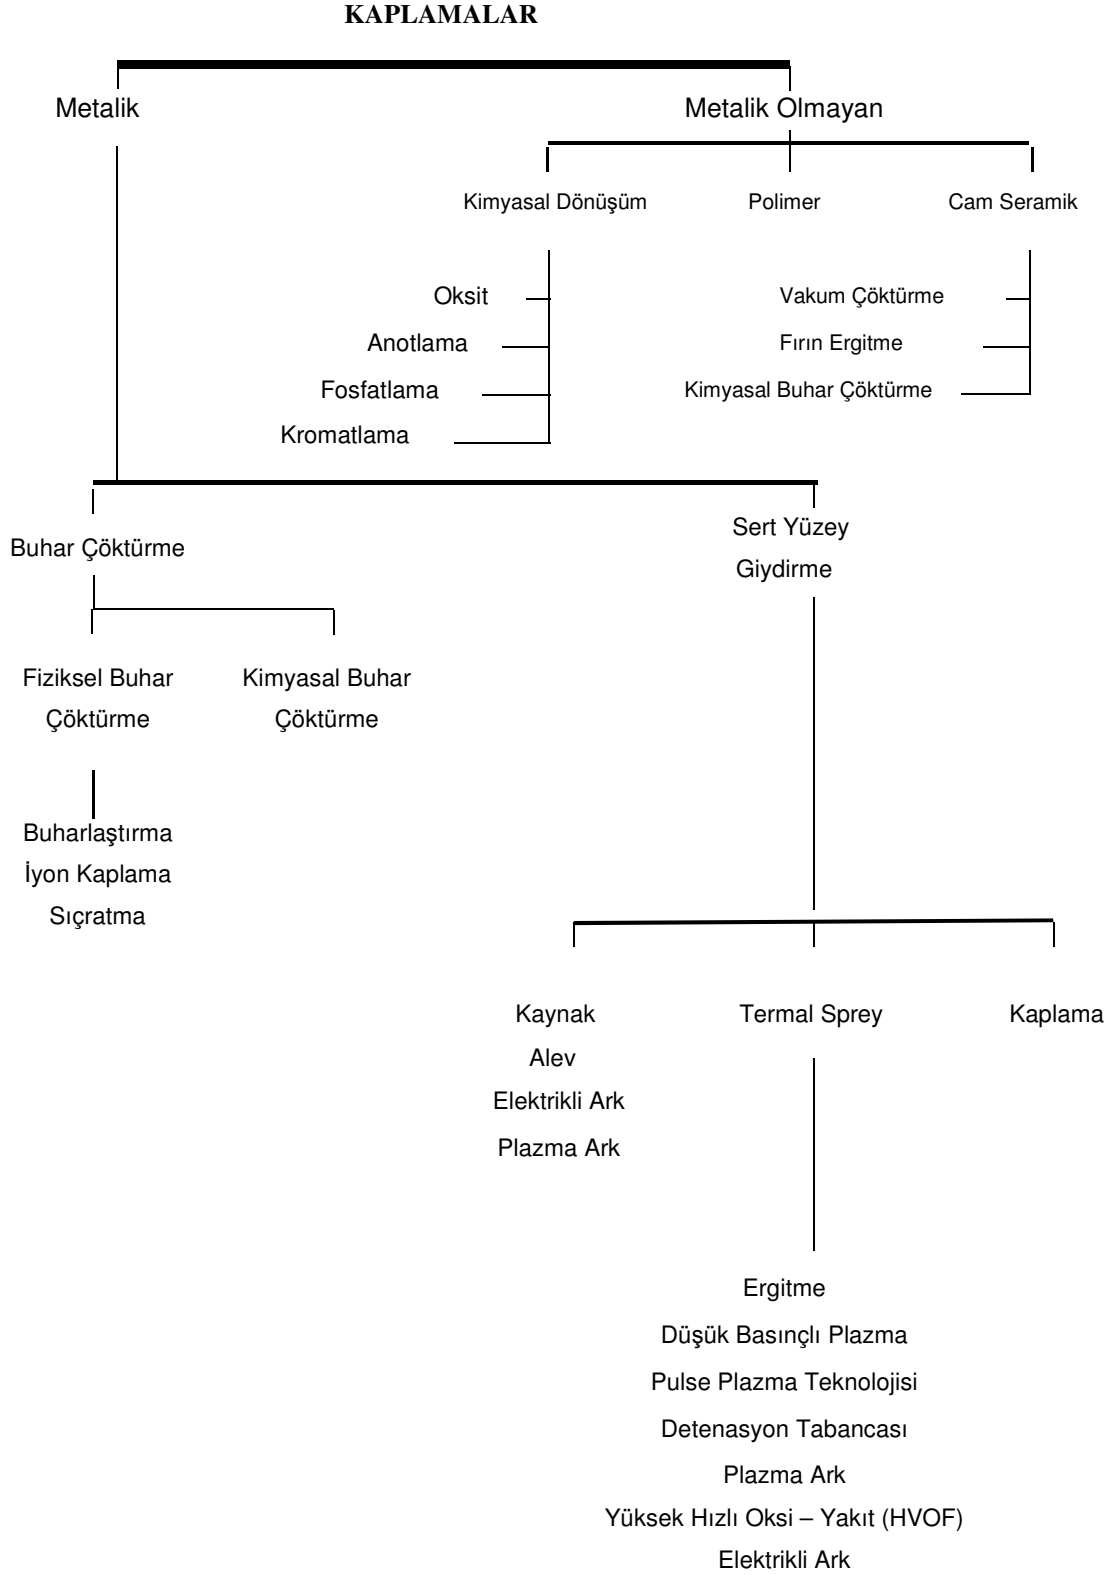 KAPLAMALAR
Metalik
Metalik Olmayan
Kimyasal Dönüşüm
Polimer
Cam Seramik
Oksit
Anotlama
Fosfatlama
Kromatlama
Vakum Çöktürme
Fırın Ergitme
Kimyasal Buhar Çöktürme
Buhar Çöktürme
Sert Yüzey
Giydirme
Fiziksel Buhar
Çöktürme
Kimyasal Buhar
Çöktürme
Buharlaştırma
İyon Kaplama
Sıçratma
Kaynak
Alev
Elektrikli Ark
Plazma Ark
Termal Sprey
Kaplama
Ergitme
Düşük Basınçlı Plazma
Pulse Plazma Teknolojisi
Detenasyon Tabancası
Plazma Ark
Yüksek Hızlı Oksi – Yakıt (HVOF)
Elektrikli Ark